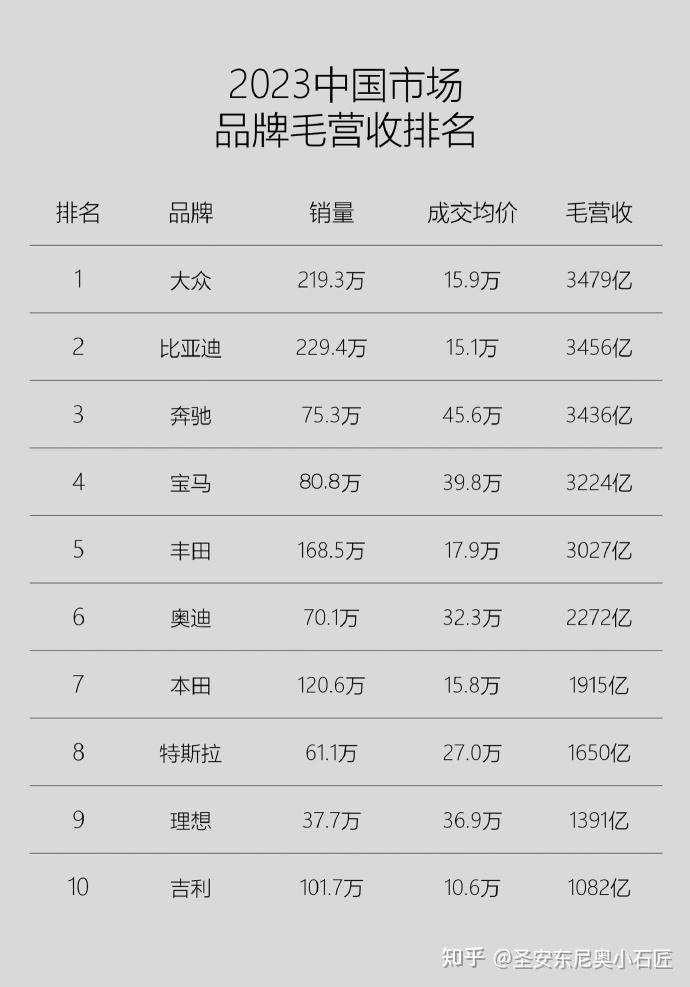 2023中国市场
品牌毛营收排名
排名 品牌 销量 成交均价 毛营收
1 大众 219.3万 15.9万 3479亿
2 比亚迪 229.4万 15.1万 3456亿
3 奔驰 75.3万 45.6万 3436亿
4 宝马 80.8万 39.8万 3224亿
5 丰田 168.5万 17.9万 3027亿
6 奥迪 70.1万 32.3万 2272亿
7 本田 120.6万 15.8万 1915亿
8 特斯拉 61.1万 27.0万 1650亿
9 理想 37.7万 36.9万 1391亿
10 吉利 101.7万 10.6万 1082亿
知乎 @圣安东尼奥小石匠